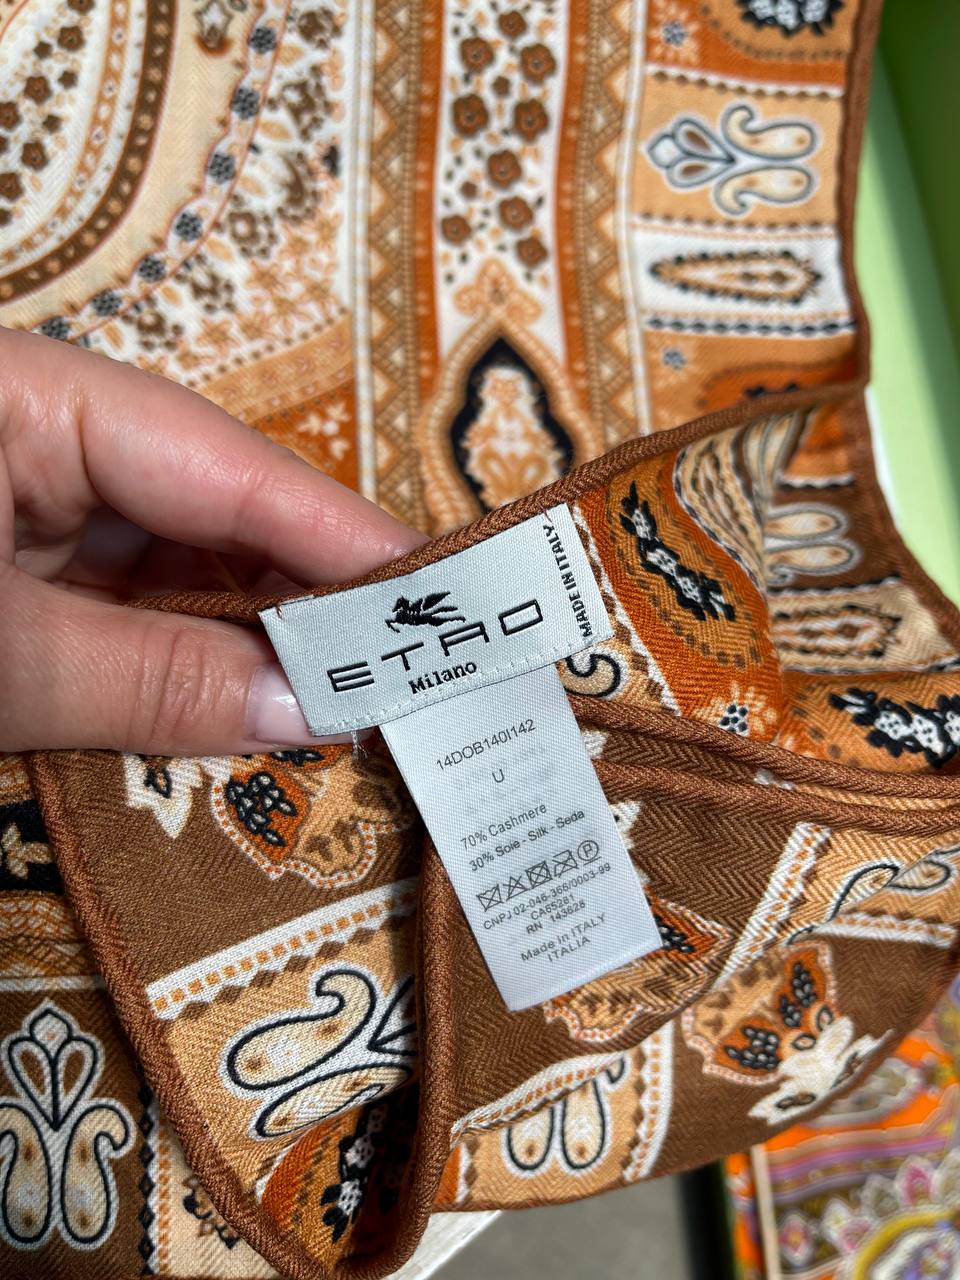 ETRO
Milano
MADE IN ITALY
14DOB140I142
U
70% Cashmere
30% Soie - Silk - Seda
P
CNPJ 02-046-366/0003-99
CA65281
RN 143628
Made in ITALY
ITALIA